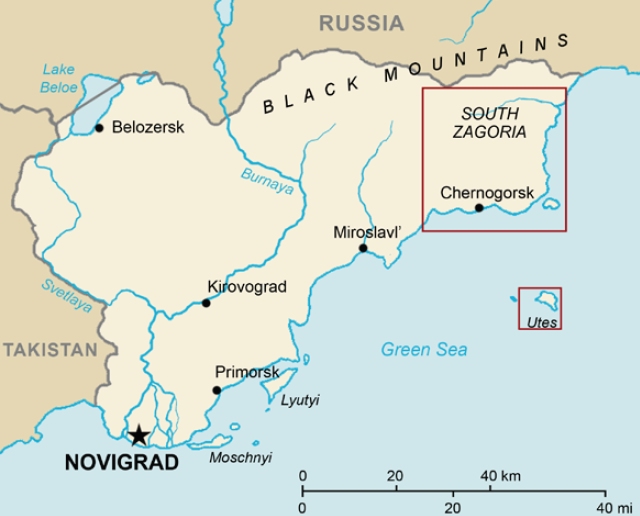 RUSSIA
BLACK MOUNTAINS
Lake
Beloe
Belozersk
SOUTH
ZAGORIA
Burnaya
Chernogorsk
Miroslavl'
Svetlaya
Kirovograd
Utes
TAKISTAN
Green Sea
Primorsk
Lyutyi
NOVIGRAD
Moschnyi
0 20 40 km
0 20 40 mi